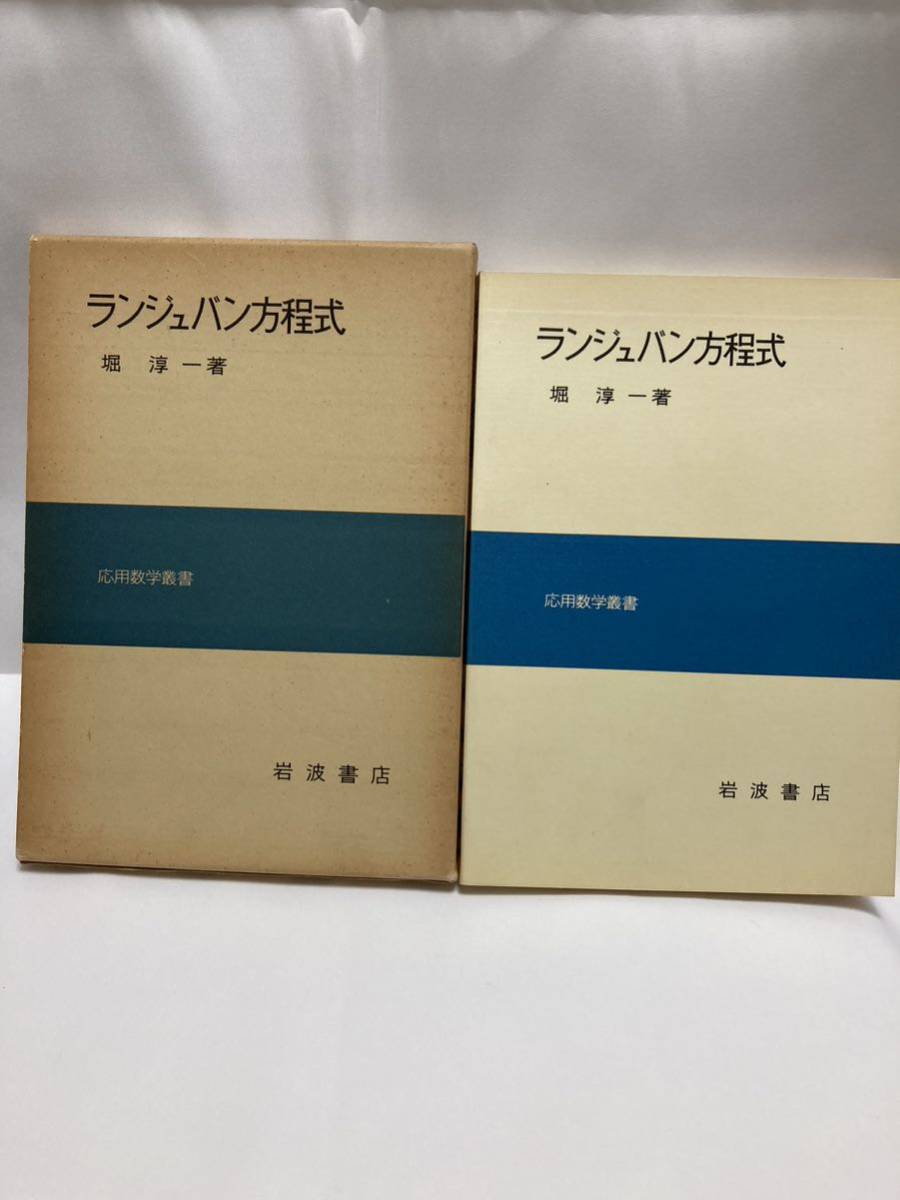 ランジュバン方程式
堀 淳 一 著
応用数学叢書
岩波書店
ランジュバン方程式
堀 淳 一 著
応用数学叢書
岩波書店